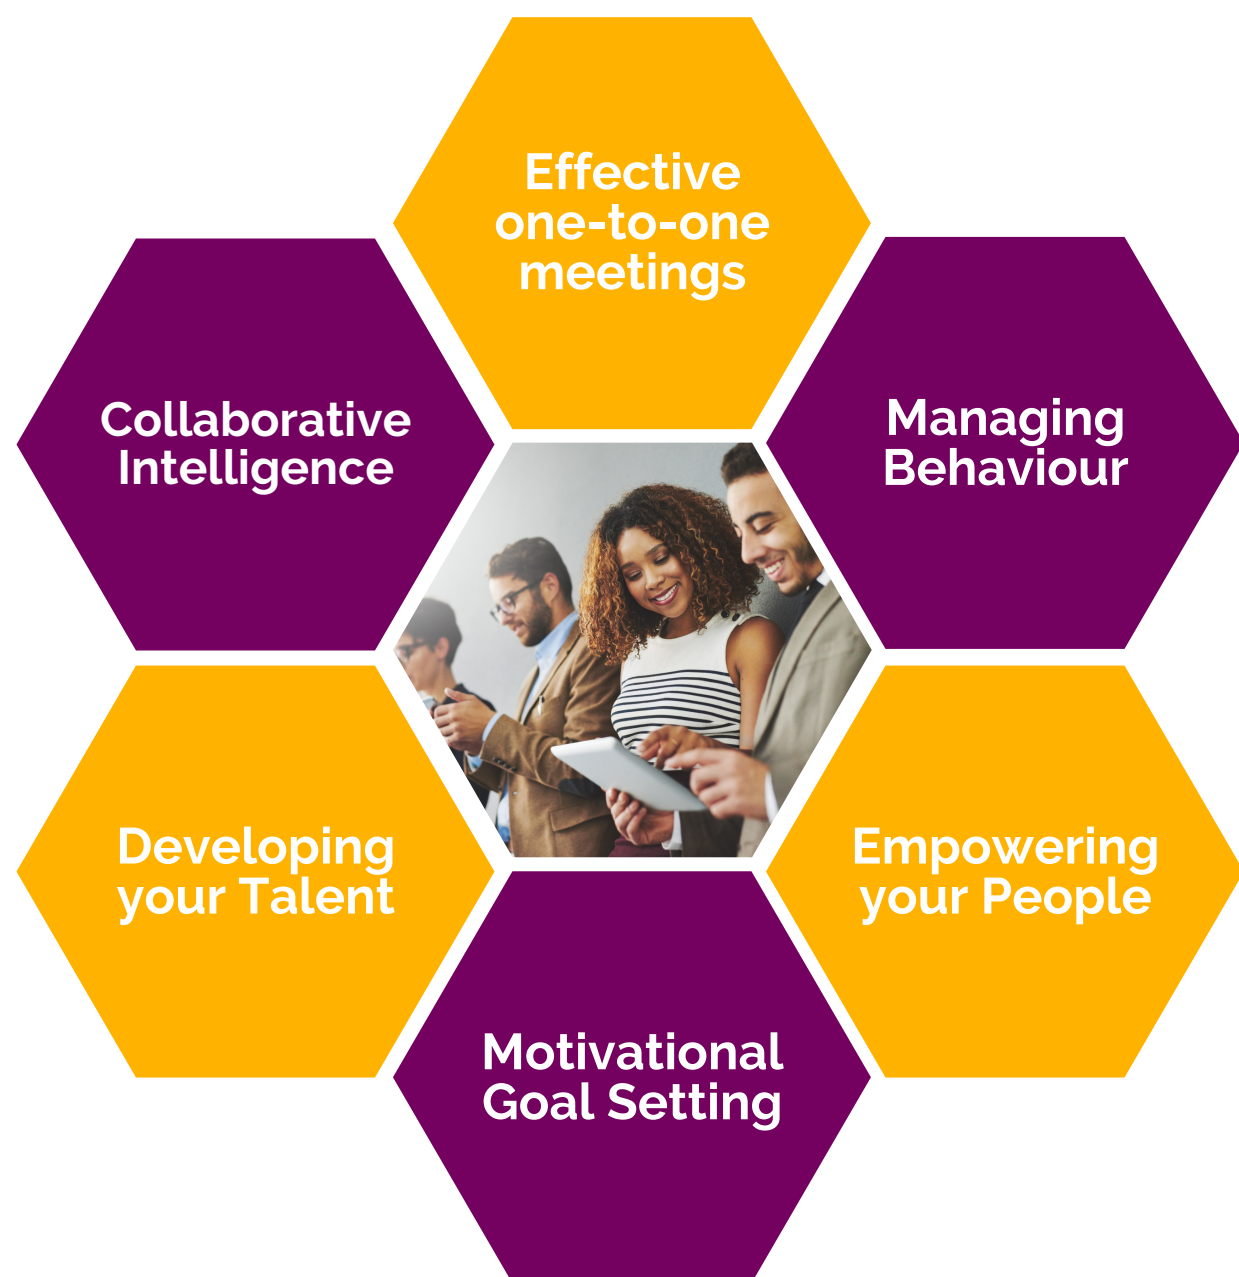 Effective
one-to-one
meetings
Managing
Behaviour
Collaborative
Intelligence
Developing
your Talent
Empowering
your People
Motivational
Goal Setting